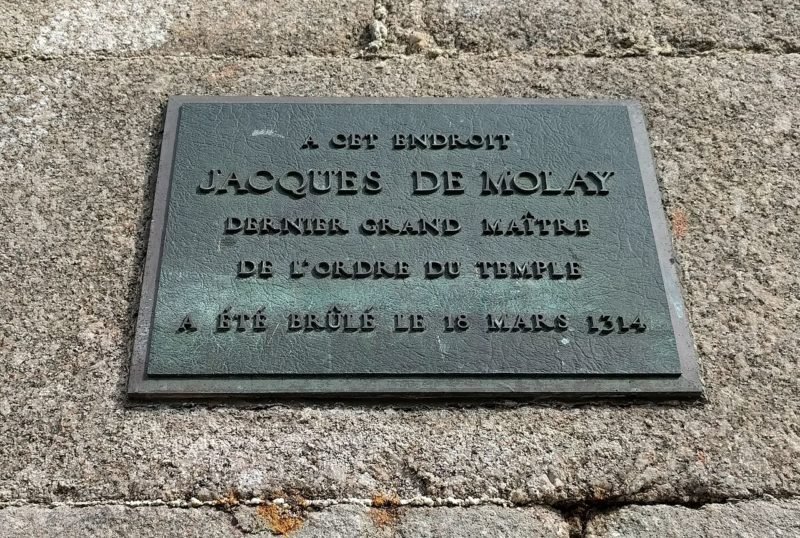 A CET ENDROIT
JACQUES DE MOLAY
DERNIER GRAND MAÎTRE
DE L'ORDRE DU TEMPLE
A ÉTÉ BRÛLÉ LE 18 MARS 1314